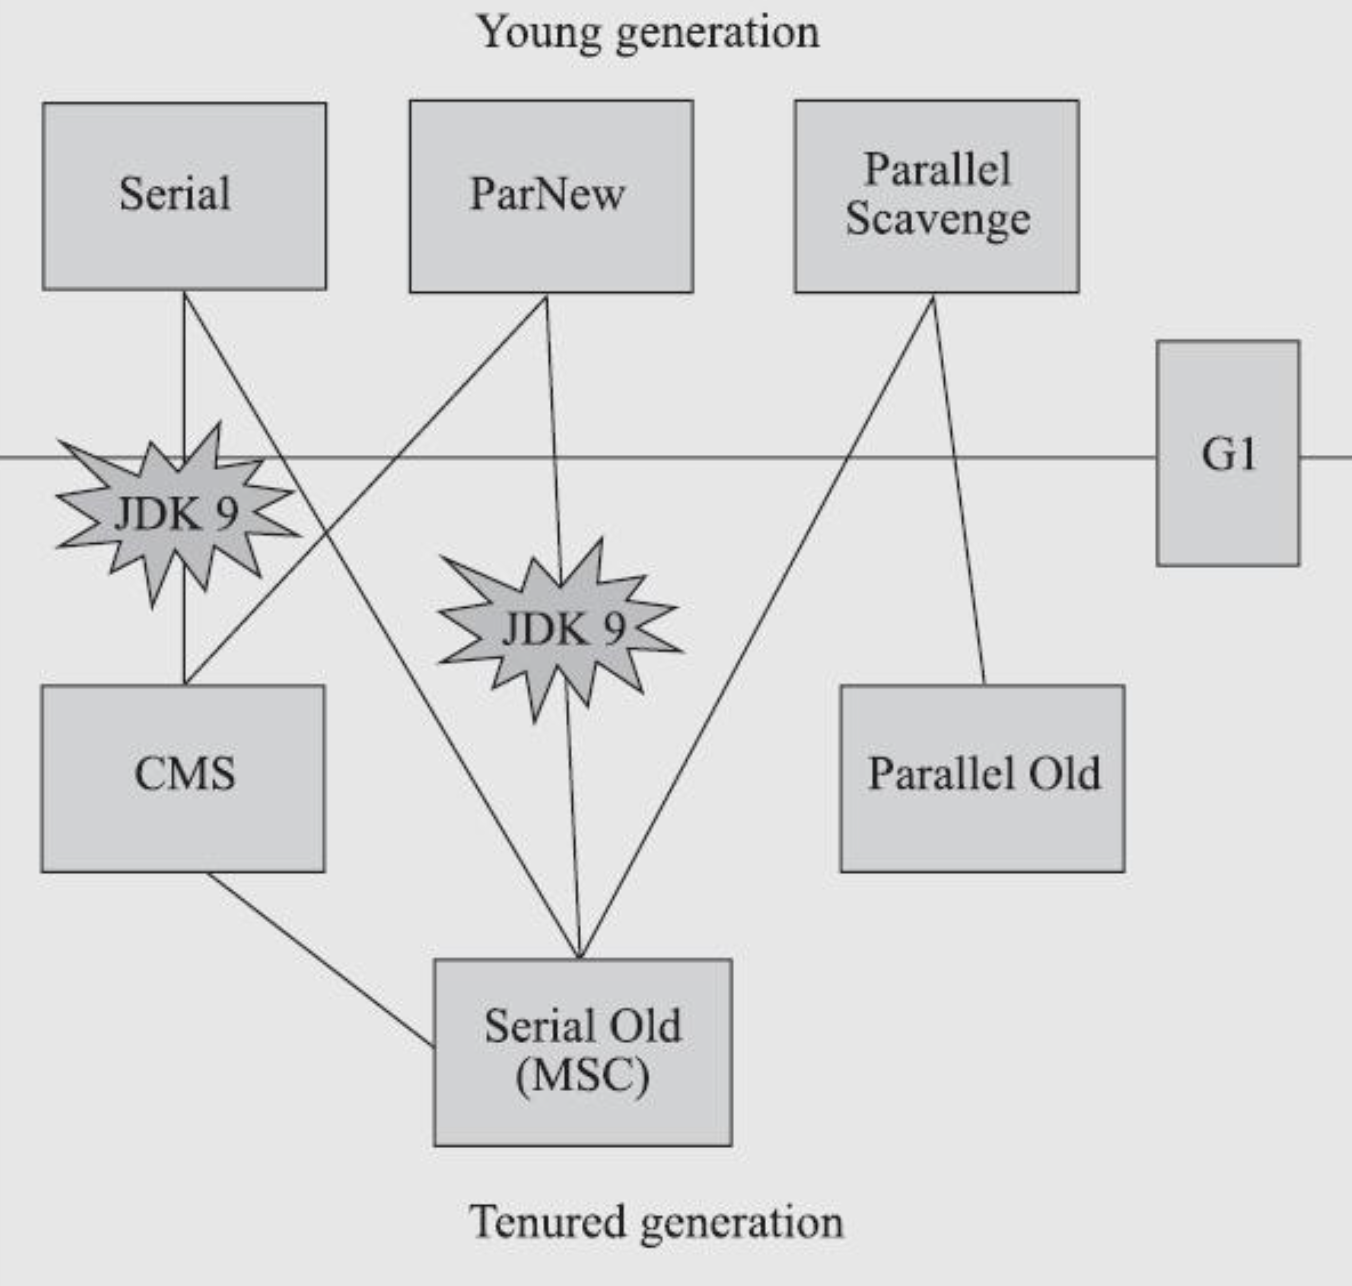 Young generation
Serial
ParNew
Parallel
Scavenge
G1
JDK 9
JDK 9
CMS
Parallel Old
Serial Old
(MSC)
Tenured generation